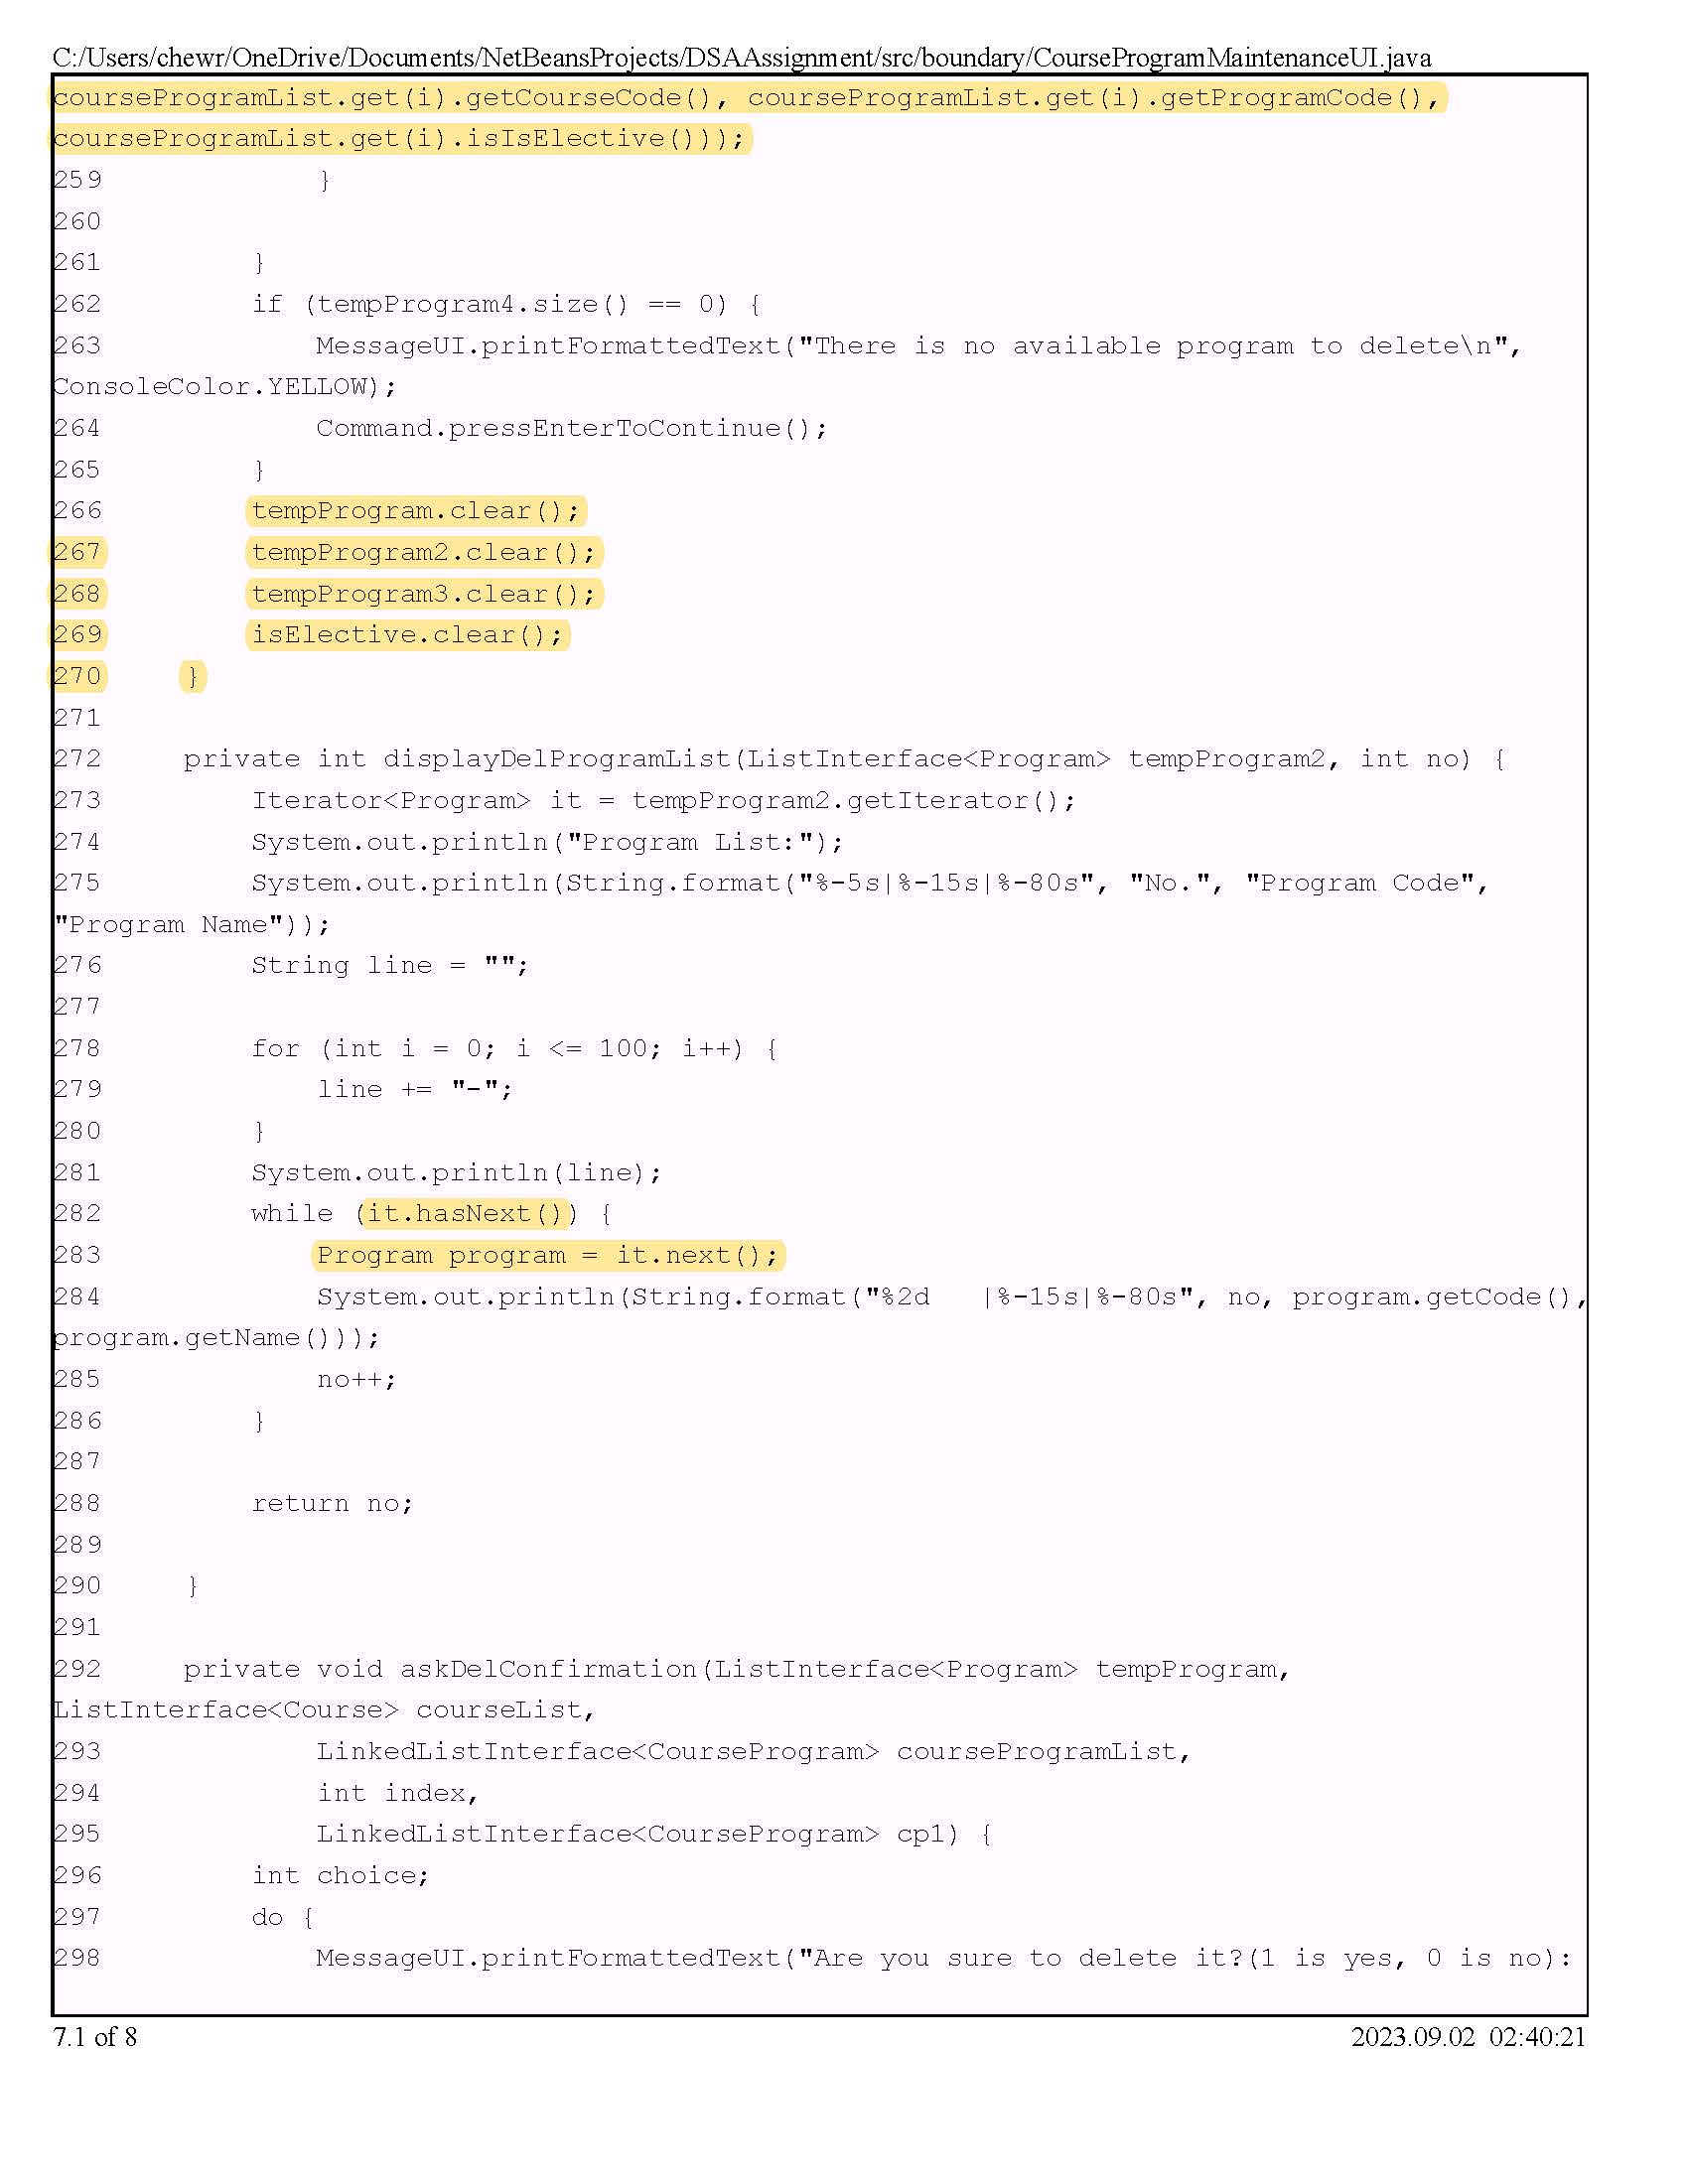 C:/Users/chewr/OneDrive/Documents/NetBeansProjects/DSAAssignment/src/boundary/CourseProgramMaintenanceUI.java
courseProgramList.get(i).getCourseCode(), courseProgramList.get(i).getProgramCode(),
courseProgramList.get(i).isIsElective()));
259             }
260
261         }
262         if (tempProgram4.size() == 0) {
263             MessageUI.printFormattedText("There is no available program to delete\n",
ConsoleColor.YELLOW);
264             Command.pressEnterToContinue();
265         }
266         tempProgram.clear();
267         tempProgram2.clear();
268         tempProgram3.clear();
269         isElective.clear();
270     }
271
272     private int displayDelProgramList(ListInterface<Program> tempProgram2, int no) {
273         Iterator<Program> it = tempProgram2.getIterator();
274         System.out.println("Program List:");
275         System.out.println(String.format("%-5s|%-15s|%-80s", "No.", "Program Code",
"Program Name"));
276         String line = "";
277
278         for (int i = 0; i <= 100; i++) {
279             line += "-";
280         }
281         System.out.println(line);
282         while (it.hasNext()) {
283             Program program = it.next();
284             System.out.println(String.format("%2d   |%-15s|%-80s", no, program.getCode(),
program.getName()));
285             no++;
286         }
287
288         return no;
289
290     }
291
292     private void askDelConfirmation(ListInterface<Program> tempProgram,
ListInterface<Course> courseList,
293             LinkedListInterface<CourseProgram> courseProgramList,
294             int index,
295             LinkedListInterface<CourseProgram> cp1) {
296         int choice;
297         do {
298             MessageUI.printFormattedText("Are you sure to delete it?(1 is yes, 0 is no):
7.1 of 8
2023.09.02 02:40:21